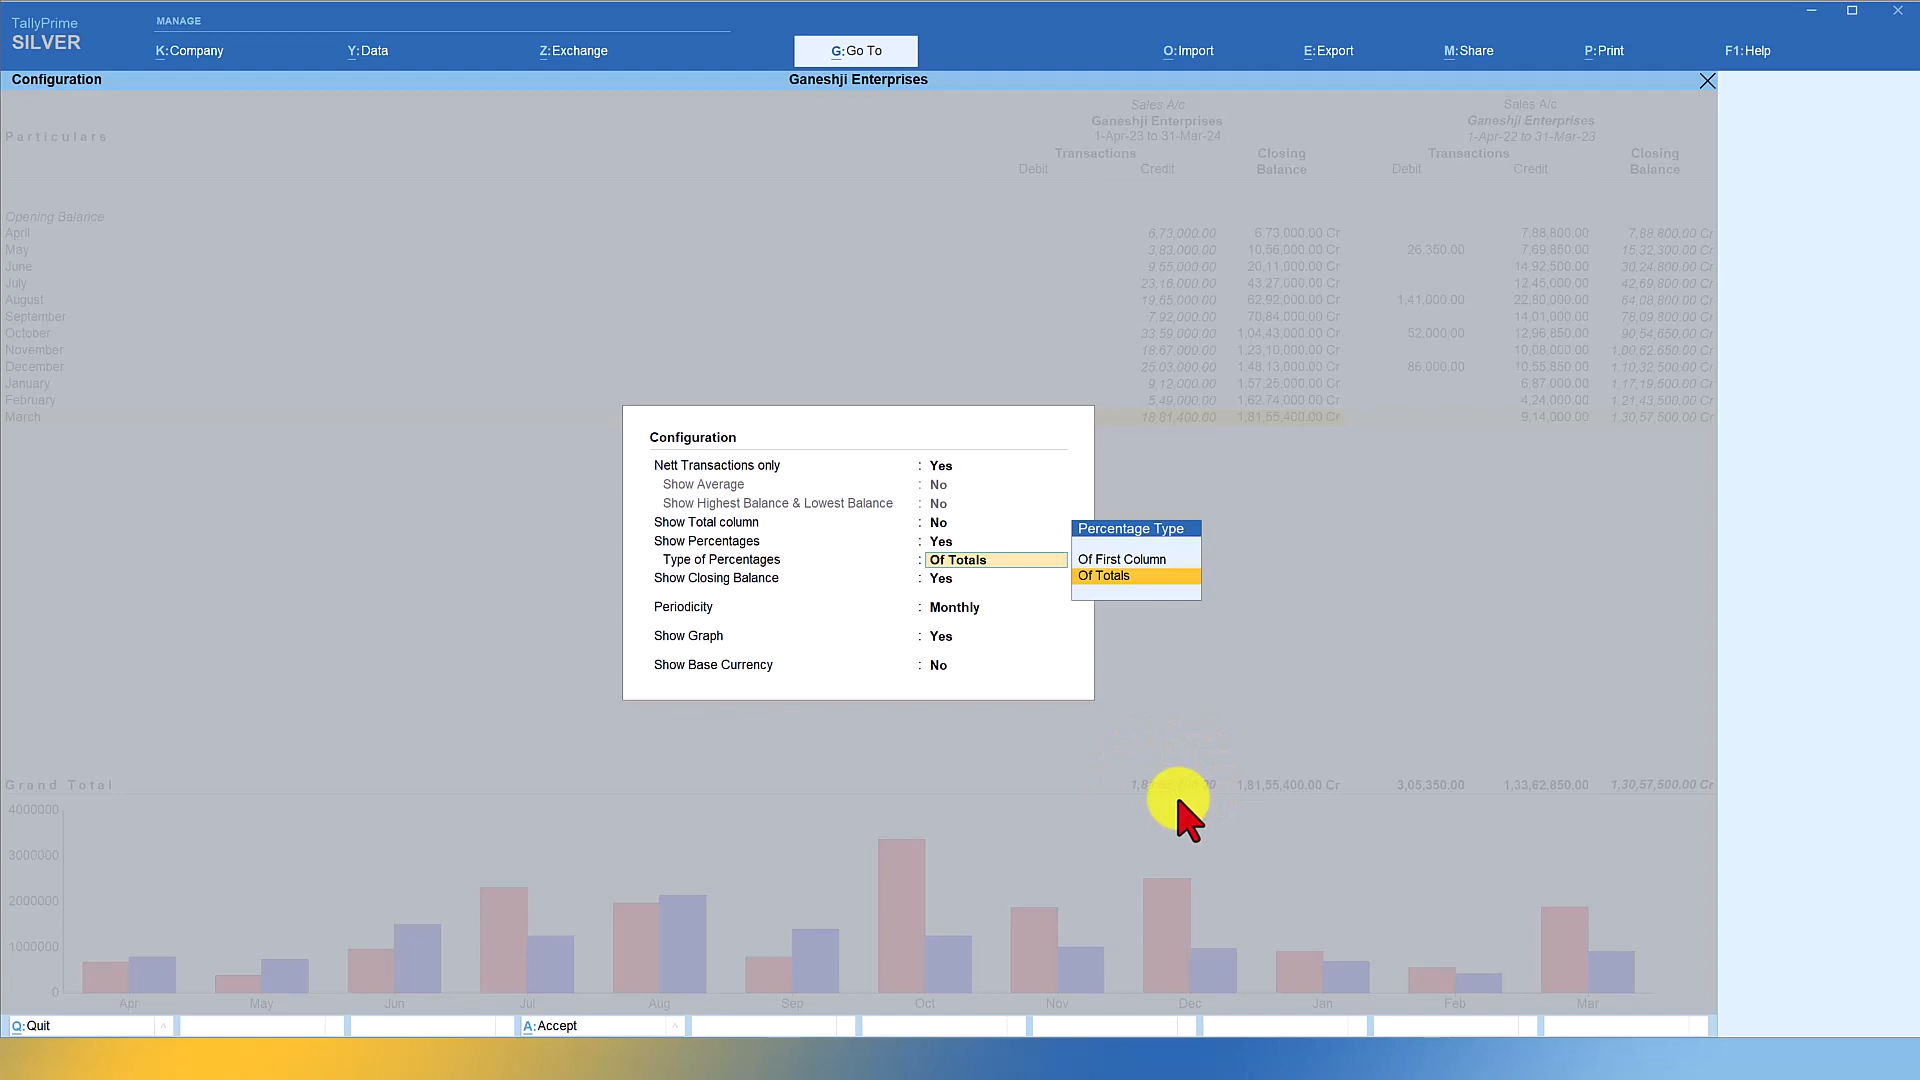 TallyPrime
SILVER
MANAGE
K:Company
Y:Data
Z:Exchange
G:Go To
O:Import
E:Export
M:Share
P:Print
F1:Help
Configuration
Ganeshji Enterprises
Particulars
Sales A/c
Ganeshji Enterprises
1-Apr-23 to 31-Mar-24
Transactions
Closing
Debit
Credit
Balance
Sales A/c
Ganeshji Enterprises
1-Apr-22 to 31-Mar-23
Transactions
Closing
Debit
Credit
Balance
Opening Balance
April 6,73,000.00 6,73,000.00 Cr 7,88,800.00 7,88,800.00 Cr
May 3,83,000.00 10,56,000.00 Cr 26,350.00 7,69,850.00 15,32,300.00 Cr
June 9,55,000.00 20,11,000.00 Cr 14,92,500.00 30,24,800.00 Cr
July 23,16,000.00 43,27,000.00 Cr 12,45,000.00 42,69,800.00 Cr
August 19,65,000.00 62,92,000.00 Cr 1,41,000.00 22,80,000.00 64,08,800.00 Cr
September 7,92,000.00 70,84,000.00 Cr 14,01,000.00 78,09,800.00 Cr
October 33,59,000.00 1,04,43,000.00 Cr 52,000.00 12,96,850.00 90,54,650.00 Cr
November 18,67,000.00 1,23,10,000.00 Cr 10,08,000.00 1,00,62,650.00 Cr
December 25,03,000.00 1,48,13,000.00 Cr 86,000.00 10,55,850.00 1,10,32,500.00 Cr
January 9,12,000.00 1,57,25,000.00 Cr 6,87,000.00 1,17,19,500.00 Cr
February 5,49,000.00 1,62,74,000.00 Cr 4,24,000.00 1,21,43,500.00 Cr
March 18,81,400.00 1,81,55,400.00 Cr 9,14,000.00 1,30,57,500.00 Cr
Configuration
Nett Transactions only : Yes
Show Average : No
Show Highest Balance & Lowest Balance : No
Show Total column : No
Show Percentages : Yes
Type of Percentages : Of Totals
Show Closing Balance : Yes
Periodicity : Monthly
Show Graph : Yes
Show Base Currency : No
Percentage Type
Of First Column
Of Totals
Grand Total 1,81,55,400.00 Cr 3,05,350.00 1,33,62,850.00 1,30,57,500.00 Cr
4000000
3000000
2000000
1000000
0
Apr May Jun Jul Aug Sep Oct Nov Dec Jan Feb Mar
Q:Quit
A:Accept